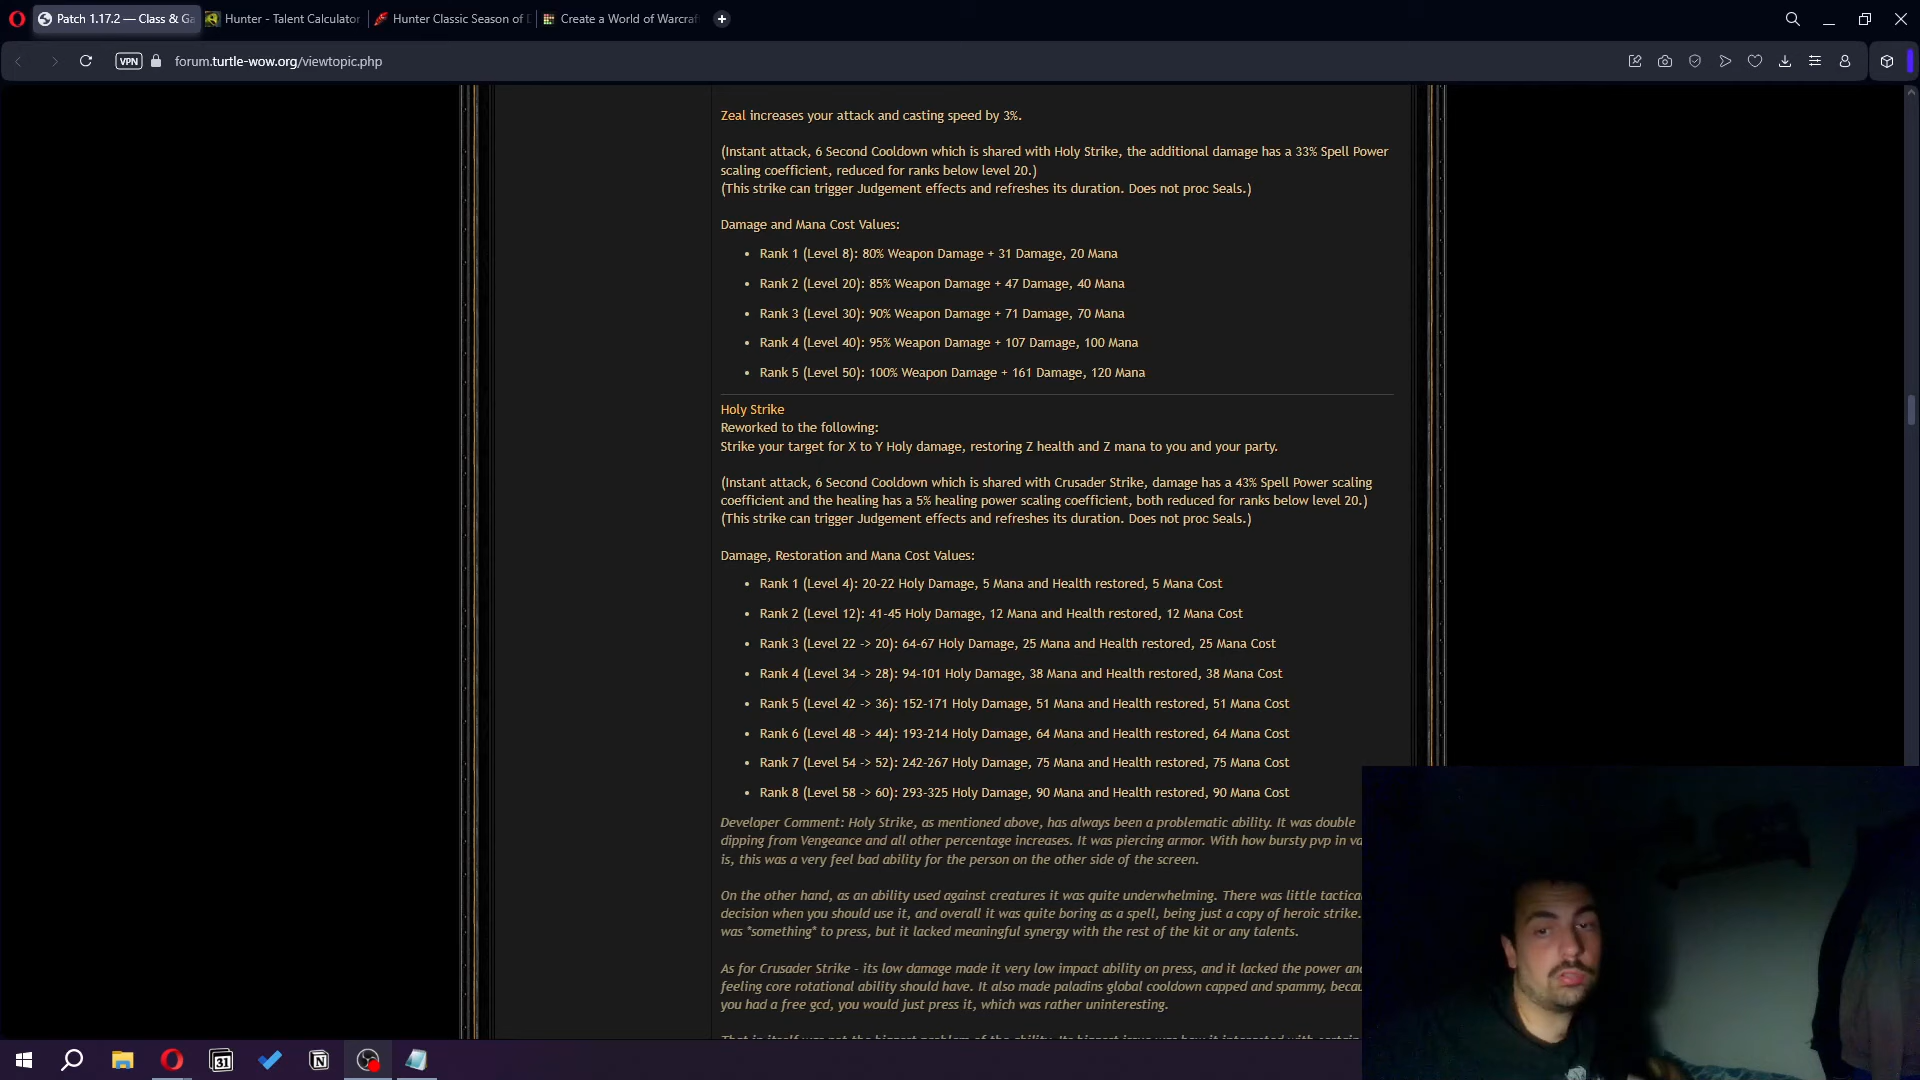 Patch 1.17.2 — Class & Ga
Hunter - Talent Calculator
Hunter Classic Season of D
Create a World of Warcraf
VPN
forum.turtle-wow.org/viewtopic.php
Zeal increases your attack and casting speed by 3%.
(Instant attack, 6 Second Cooldown which is shared with Holy Strike, the additional damage has a 33% Spell Power
scaling coefficient, reduced for ranks below level 20.)
(This strike can trigger Judgement effects and refreshes its duration. Does not proc Seals.)
Damage and Mana Cost Values:
• Rank 1 (Level 8): 80% Weapon Damage + 31 Damage, 20 Mana
• Rank 2 (Level 20): 85% Weapon Damage + 47 Damage, 40 Mana
• Rank 3 (Level 30): 90% Weapon Damage + 71 Damage, 70 Mana
• Rank 4 (Level 40): 95% Weapon Damage + 107 Damage, 100 Mana
• Rank 5 (Level 50): 100% Weapon Damage + 161 Damage, 120 Mana
Holy Strike
Reworked to the following:
Strike your target for X to Y Holy damage, restoring Z health and Z mana to you and your party.
(Instant attack, 6 Second Cooldown which is shared with Crusader Strike, damage has a 43% Spell Power scaling
coefficient and the healing has a 5% healing power scaling coefficient, both reduced for ranks below level 20.)
(This strike can trigger Judgement effects and refreshes its duration. Does not proc Seals.)
Damage, Restoration and Mana Cost Values:
• Rank 1 (Level 4): 20-22 Holy Damage, 5 Mana and Health restored, 5 Mana Cost
• Rank 2 (Level 12): 41-45 Holy Damage, 12 Mana and Health restored, 12 Mana Cost
• Rank 3 (Level 22 -> 20): 64-67 Holy Damage, 25 Mana and Health restored, 25 Mana Cost
• Rank 4 (Level 34 -> 28): 94-101 Holy Damage, 38 Mana and Health restored, 38 Mana Cost
• Rank 5 (Level 42 -> 36): 152-171 Holy Damage, 51 Mana and Health restored, 51 Mana Cost
• Rank 6 (Level 48 -> 44): 193-214 Holy Damage, 64 Mana and Health restored, 64 Mana Cost
• Rank 7 (Level 54 -> 52): 242-267 Holy Damage, 75 Mana and Health restored, 75 Mana Cost
• Rank 8 (Level 58 -> 60): 293-325 Holy Damage, 90 Mana and Health restored, 90 Mana Cost
Developer Comment: Holy Strike, as mentioned above, has always been a problematic ability. It was double
dipping from Vengeance and all other percentage increases. It was piercing armor. With how bursty pvp in va
is, this was a very feel bad ability for the person on the other side of the screen.
On the other hand, as an ability used against creatures it was quite underwhelming. There was little tactica
decision when you should use it, and overall it was quite boring as a spell, being just a copy of heroic strike.
was *something* to press, but it lacked meaningful synergy with the rest of the kit or any talents.
As for Crusader Strike - its low damage made it very low impact ability on press, and it lacked the power an
feeling core rotational ability should have. It also made paladins global cooldown capped and spammy, becau
you had a free gcd, you would just press it, which was rather uninteresting.
31